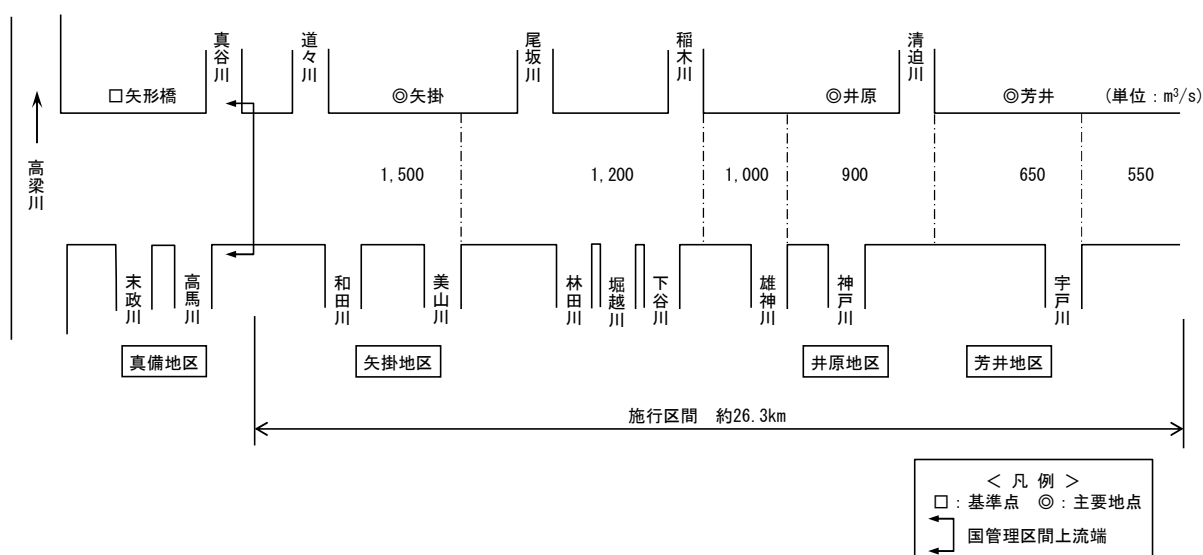 真谷川
道々川
尾坂川
稲木川
清迫川
□矢形橋
◎矢掛
◎井原
◎芳井
(単位：m³/s)
高梁川
1,500
1,200
1,000
900
650
550
末政川
高馬川
和田川
美山川
林田川
堀越川
下谷川
雄神川
神戸川
宇戸川
真備地区
矢掛地区
井原地区
芳井地区
施行区間 約26.3km
＜ 凡 例 ＞
□：基準点 ◎：主要地点
国管理区間上流端